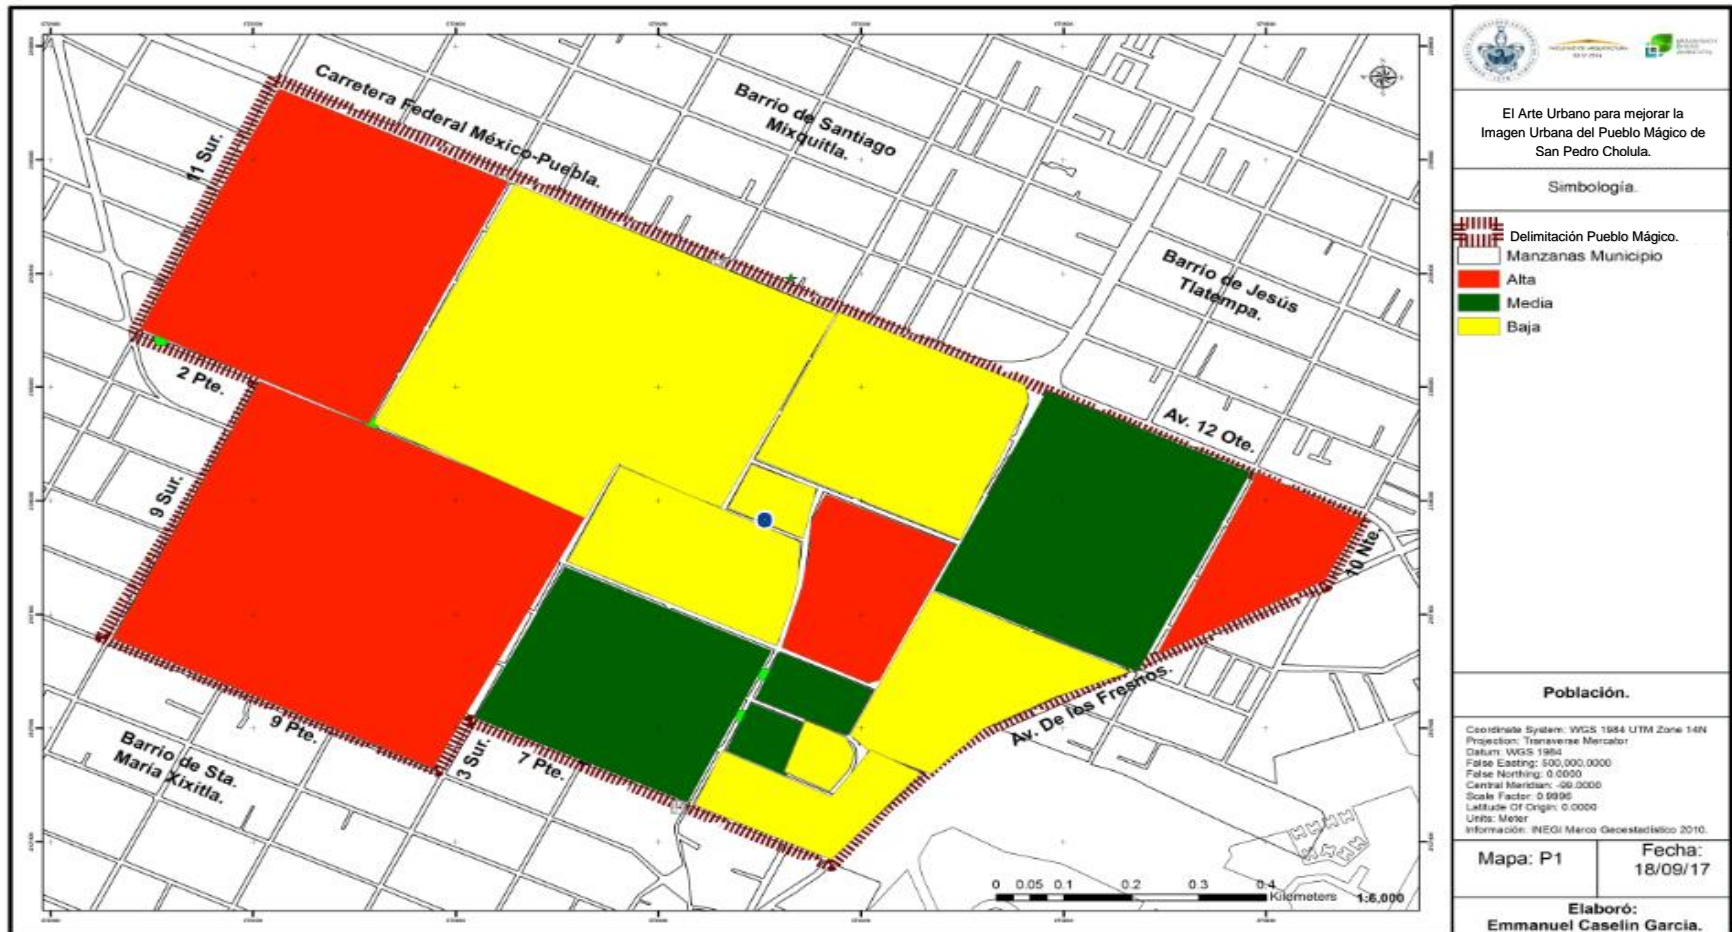 Carretera Federal México-Puebla.
Barrio de Santiago
Mixquitla.
11 Sur.
Barrio de Jesús
Tlatempa.
2 Pte.
Av. 12 Ote.
9 Sur.
10 Nte.
Av. De los Fresnos.
9 Pte.
3 Sur.
7 Pte.
Barrio de Sta.
María Xixitla.
0 0.05 0.1 0.2 0.3 0.4
Kilometers
1:6,000
El Arte Urbano para mejorar la
Imagen Urbana del Pueblo Mágico de
San Pedro Cholula.
Simbología.
Delimitación Pueblo Mágico.
Manzanas Municipio
Alta
Media
Baja
Población.
Coordinate System: WGS 1984 UTM Zone 14N
Projection: Transverse Mercator
Datum: WGS 1984
False Easting: 500,000.0000
False Northing: 0.0000
Central Meridian: -99.0000
Scale Factor: 0.9996
Latitude Of Origin: 0.0000
Units: Meter
Información: INEGI Marco Geoestadístico 2010.
Mapa: P1
Fecha:
18/09/17
Elaboró:
Emmanuel Caselin Garcia.